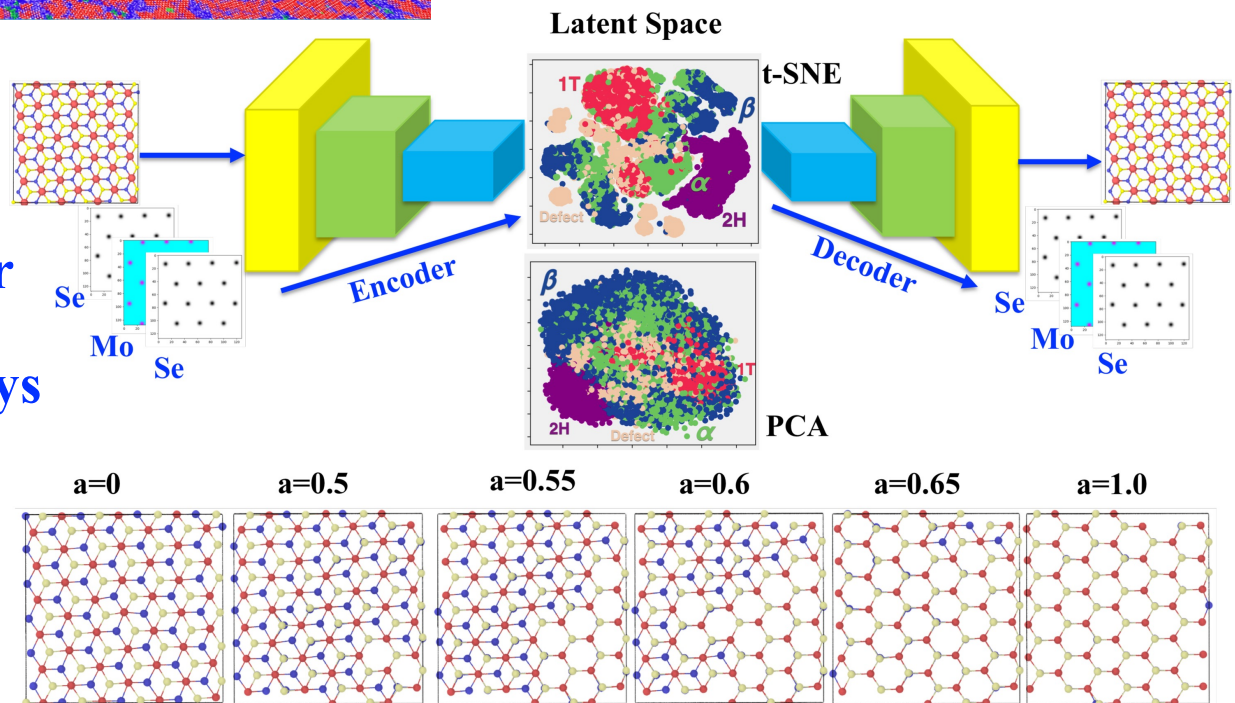 Latent Space
t-SNE
1T
β
α
Defect
2H
r
Encoder
Decoder
Se
Mo
Se
Se
Mo
Se
ys
β
1T
2H
Defect
α
PCA
a=0
a=0.5
a=0.55
a=0.6
a=0.65
a=1.0